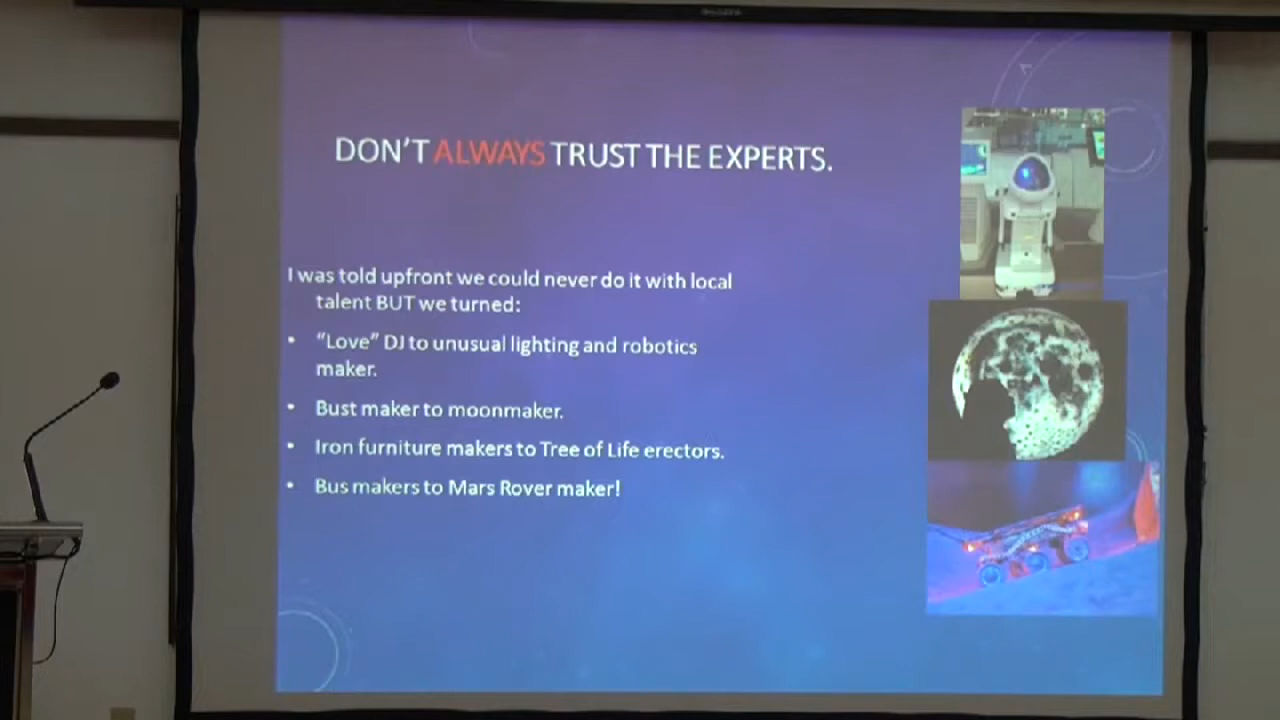 DON'T ALWAYS TRUST THE EXPERTS.
I was told upfront we could never do it with local
talent BUT we turned:
• "Love" DJ to unusual lighting and robotics
maker.
• Bust maker to moonmaker.
• Iron furniture makers to Tree of Life erectors.
• Bus makers to Mars Rover maker!